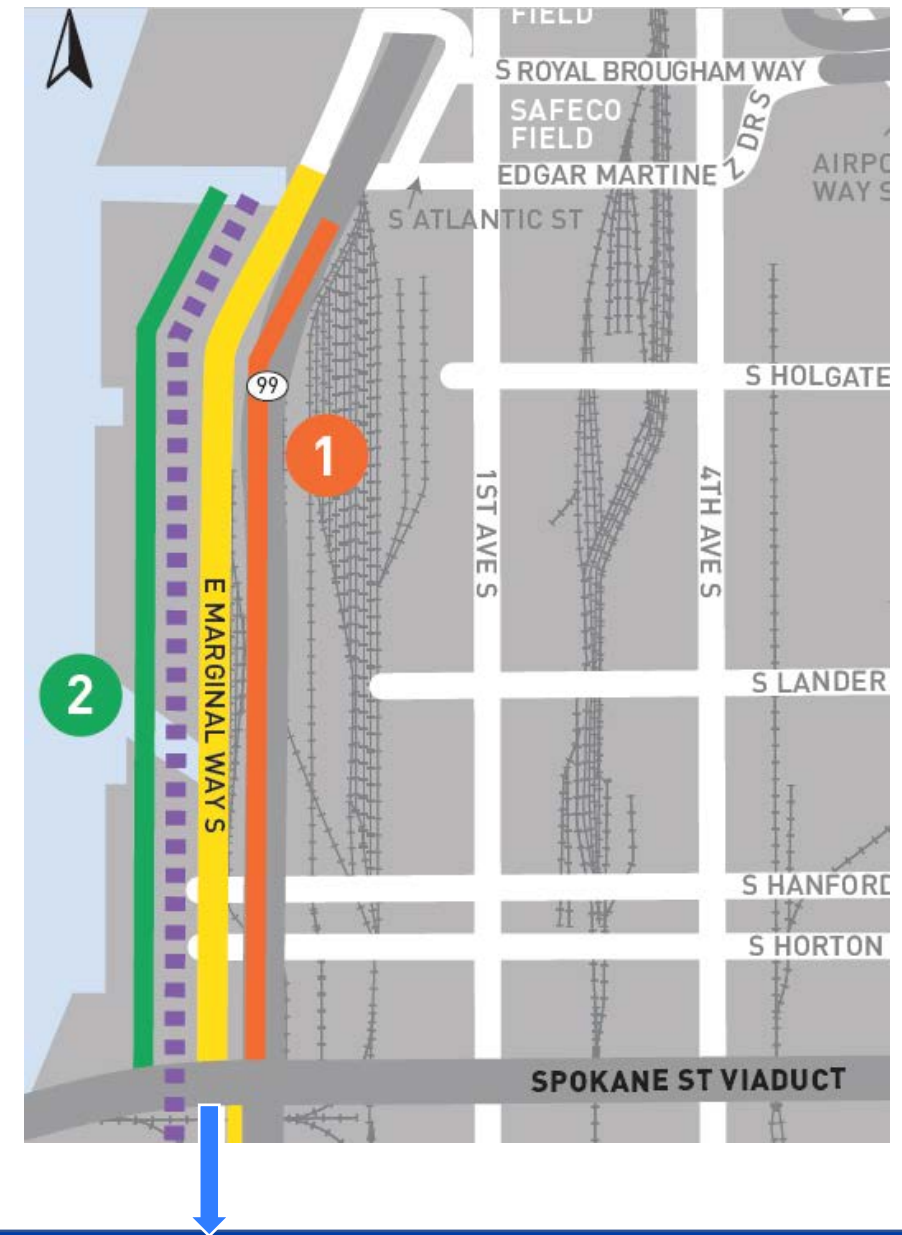 FIELD
S ROYAL BROUGHAM WAY
SAFECO
FIELD
EDGAR MARTINEZ DR S
AIRPO
WAY S
S ATLANTIC ST
S HOLGATE
99
1
1ST AVE S
4TH AVE S
E MARGINAL WAY S
2
S LANDER
S HANFORD
S HORTON
SPOKANE ST VIADUCT